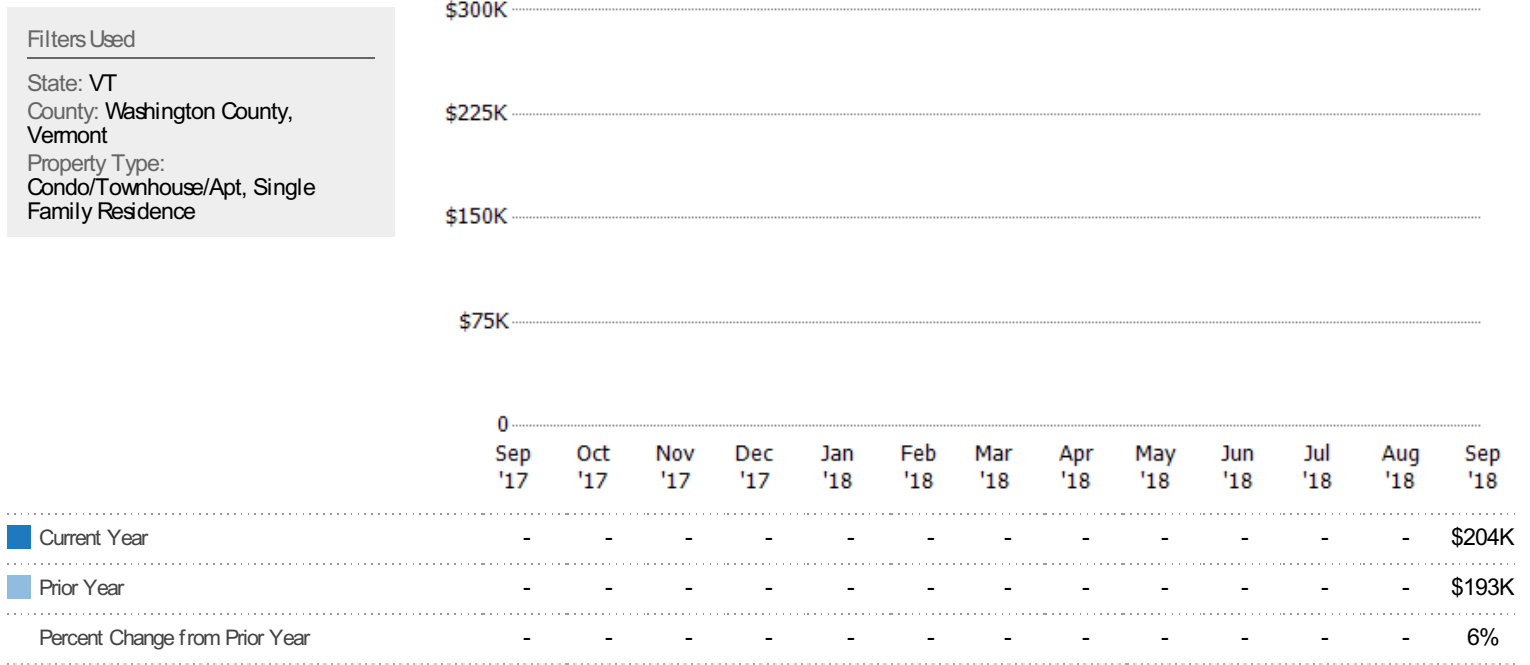 Filters Used
State: VT
County: Washington County,
Vermont
Property Type:
Condo/Townhouse/Apt, Single
Family Residence
$300K
$225K
$150K
$75K
0
Sep Oct Nov Dec Jan Feb Mar Apr May Jun Jul Aug Sep
'17 '17 '17 '17 '18 '18 '18 '18 '18 '18 '18 '18 '18
Current Year - - - - - - - - - - - - $204K
Prior Year - - - - - - - - - - - - $193K
Percent Change from Prior Year - - - - - - - - - - - - 6%